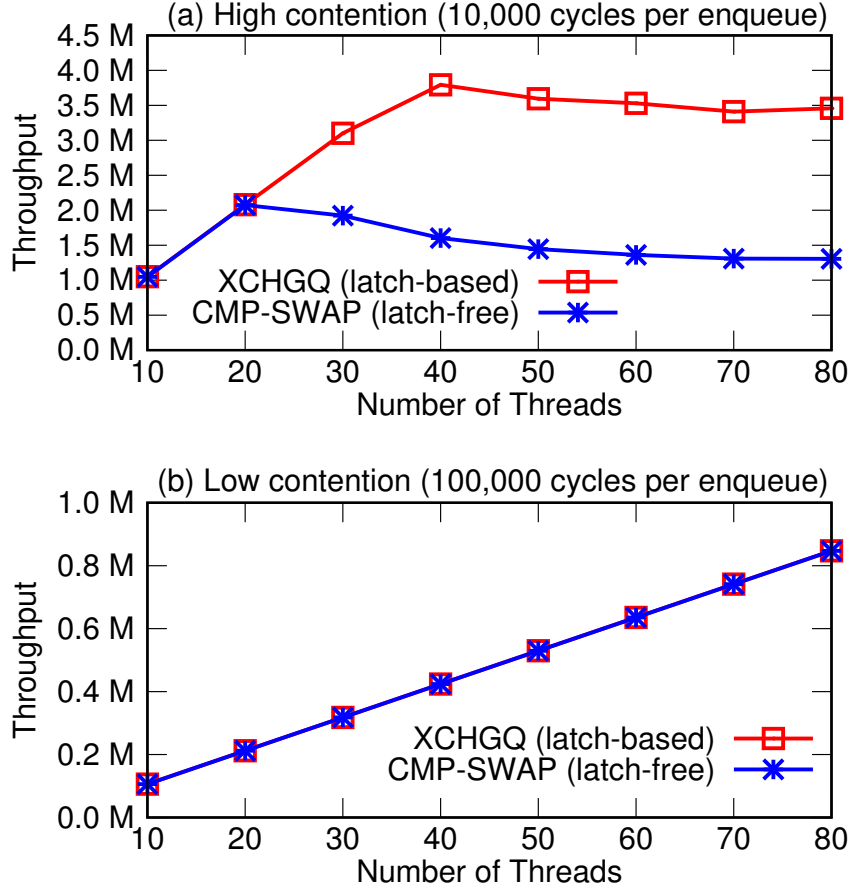 (a) High contention (10,000 cycles per enqueue)
4.5 M
4.0 M
3.5 M
3.0 M
2.5 M
2.0 M
1.5 M
1.0 M
0.5 M
0.0 M
Throughput
XCHGQ (latch-based)
CMP-SWAP (latch-free)
10 20 30 40 50 60 70 80
Number of Threads
(b) Low contention (100,000 cycles per enqueue)
1.0 M
0.8 M
0.6 M
0.4 M
0.2 M
0.0 M
Throughput
XCHGQ (latch-based)
CMP-SWAP (latch-free)
10 20 30 40 50 60 70 80
Number of Threads